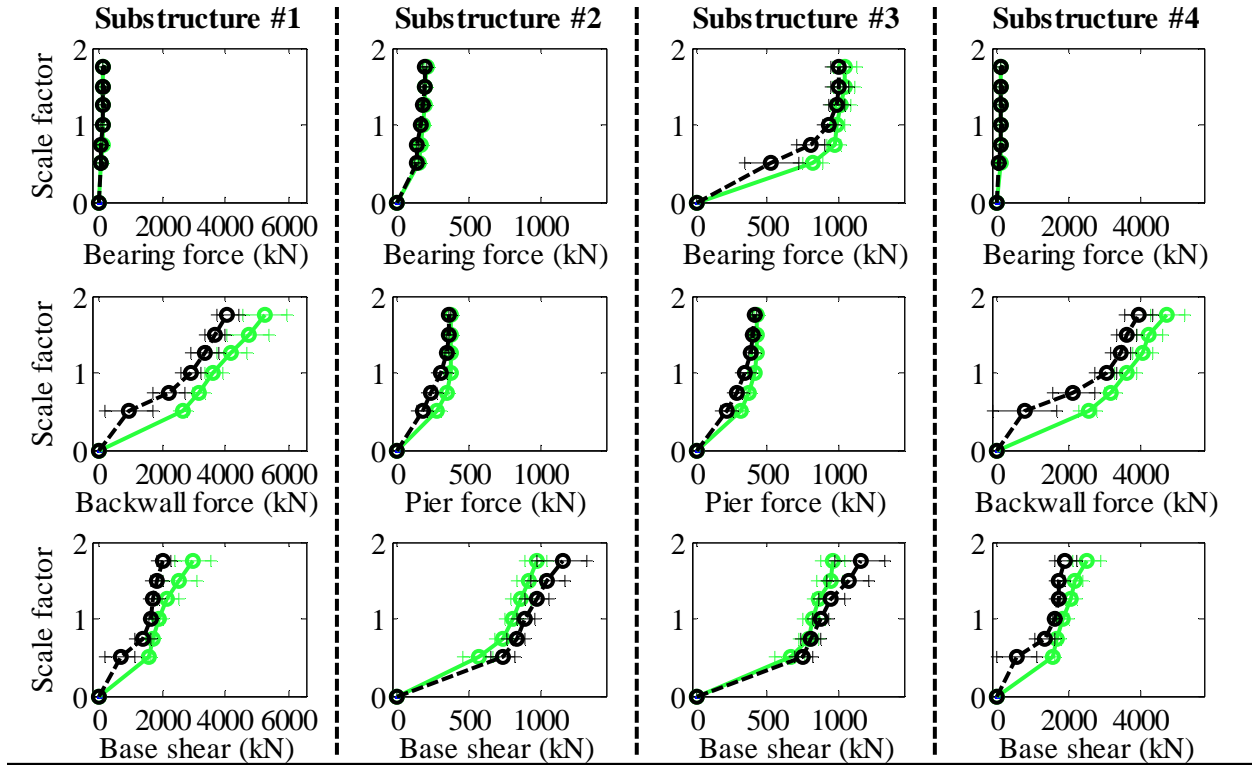 Substructure #1 Substructure #2 Substructure #3 Substructure #4
2 2 2 2
Scale factor
1 1 1 1
0 0 0 0
0 2000 4000 6000 0 500 1000 0 500 1000 0 2000 4000
Bearing force (kN) Bearing force (kN) Bearing force (kN) Bearing force (kN)
2 2 2 2
Scale factor
1 1 1 1
0 0 0 0
0 2000 4000 6000 0 500 1000 0 500 1000 0 2000 4000
Backwall force (kN) Pier force (kN) Pier force (kN) Backwall force (kN)
2 2 2 2
Scale factor
1 1 1 1
0 0 0 0
0 2000 4000 6000 0 500 1000 0 500 1000 0 2000 4000
Base shear (kN) Base shear (kN) Base shear (kN) Base shear (kN)